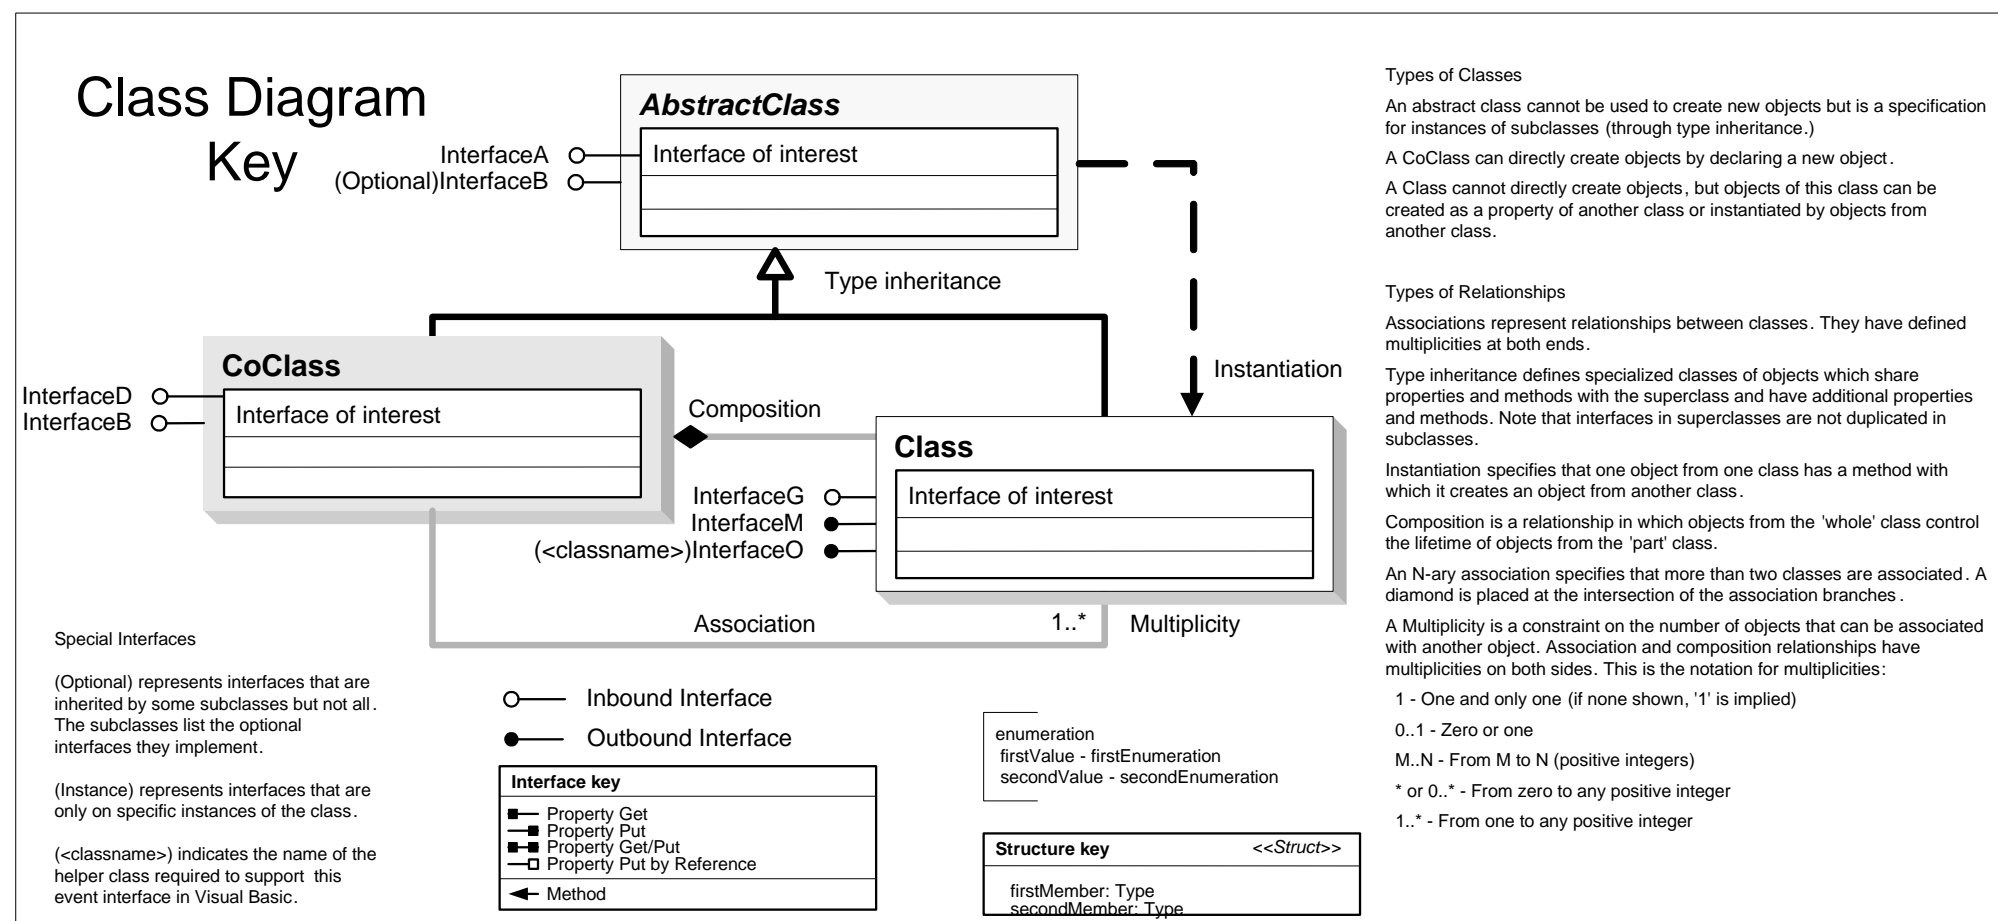 Class Diagram
Key
AbstractClass
Interface of interest
InterfaceA
(Optional)InterfaceB
Type inheritance
CoClass
Interface of interest
InterfaceD
InterfaceB
Composition
Instantiation
Class
Interface of interest
InterfaceG
InterfaceM
(<classname>)InterfaceO
Association
1..*
Multiplicity
Special Interfaces
(Optional) represents interfaces that are
inherited by some subclasses but not all.
The subclasses list the optional
interfaces they implement.
(Instance) represents interfaces that are
only on specific instances of the class.
(<classname>) indicates the name of the
helper class required to support this
event interface in Visual Basic.
Inbound Interface
Outbound Interface
Interface key
Property Get
Property Put
Property Get/Put
Property Put by Reference
Method
enumeration
firstValue - firstEnumeration
secondValue - secondEnumeration
Structure key <<Struct>>
firstMember: Type
secondMember: Type
Types of Classes
An abstract class cannot be used to create new objects but is a specification
for instances of subclasses (through type inheritance.)
A CoClass can directly create objects by declaring a new object.
A Class cannot directly create objects, but objects of this class can be
created as a property of another class or instantiated by objects from
another class.
Types of Relationships
Associations represent relationships between classes. They have defined
multiplicities at both ends.
Type inheritance defines specialized classes of objects which share
properties and methods with the superclass and have additional properties
and methods. Note that interfaces in superclasses are not duplicated in
subclasses.
Instantiation specifies that one object from one class has a method with
which it creates an object from another class.
Composition is a relationship in which objects from the 'whole' class control
the lifetime of objects from the 'part' class.
An N-ary association specifies that more than two classes are associated. A
diamond is placed at the intersection of the association branches.
A Multiplicity is a constraint on the number of objects that can be associated
with another object. Association and composition relationships have
multiplicities on both sides. This is the notation for multiplicities:
1 - One and only one (if none shown, '1' is implied)
0..1 - Zero or one
M..N - From M to N (positive integers)
* or 0..* - From zero to any positive integer
1..* - From one to any positive integer